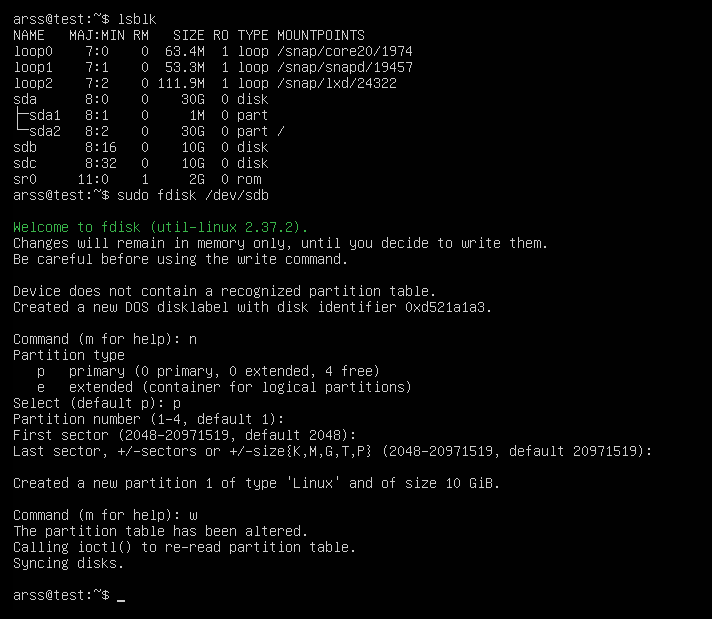 arss@test:~$ lsblk
NAME   MAJ:MIN RM   SIZE RO TYPE MOUNTPOINTS
loop0    7:0    0  63.4M  1 loop /snap/core20/1974
loop1    7:1    0  53.3M  1 loop /snap/snapd/19457
loop2    7:2    0 111.9M  1 loop /snap/lxd/24322
sda      8:0    0    30G  0 disk
├─sda1   8:1    0     1M  0 part
└─sda2   8:2    0    30G  0 part /
sdb      8:16   0    10G  0 disk
sdc      8:32   0    10G  0 disk
sr0     11:0    1     2G  0 rom
arss@test:~$ sudo fdisk /dev/sdb
Welcome to fdisk (util-linux 2.37.2).
Changes will remain in memory only, until you decide to write them.
Be careful before using the write command.
Device does not contain a recognized partition table.
Created a new DOS disklabel with disk identifier 0xd521a1a3.
Command (m for help): n
Partition type
   p   primary (0 primary, 0 extended, 4 free)
   e   extended (container for logical partitions)
Select (default p): p
Partition number (1-4, default 1):
First sector (2048-20971519, default 2048):
Last sector, +/-sectors or +/-size{K,M,G,T,P} (2048-20971519, default 20971519):
Created a new partition 1 of type 'Linux' and of size 10 GiB.
Command (m for help): w
The partition table has been altered.
Calling ioctl() to re-read partition table.
Syncing disks.
arss@test:~$ _